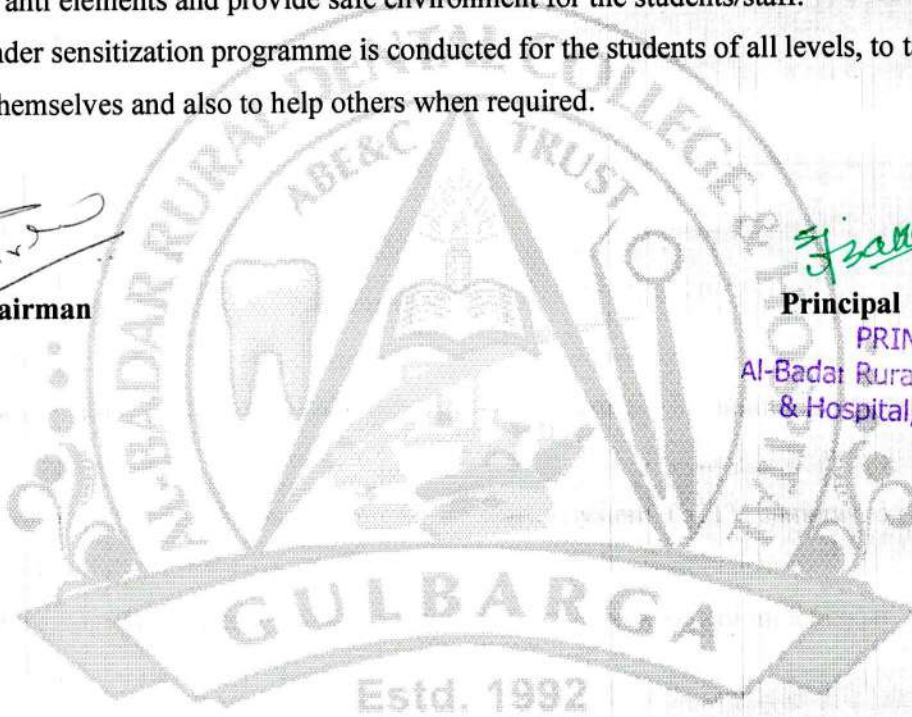 anti elements and provide safe environment for the students/staff.
der sensitization programme is conducted for the students of all levels, to t
hemselves and also to help others when required.
airman
Principal
PRIN
Al-Badar Rura
& Hospital,
AL-BADAR RURAL DENTAL COLLEGE & HOSPITAL
ABE&C TRUST
GULBARGA
Estd. 1992